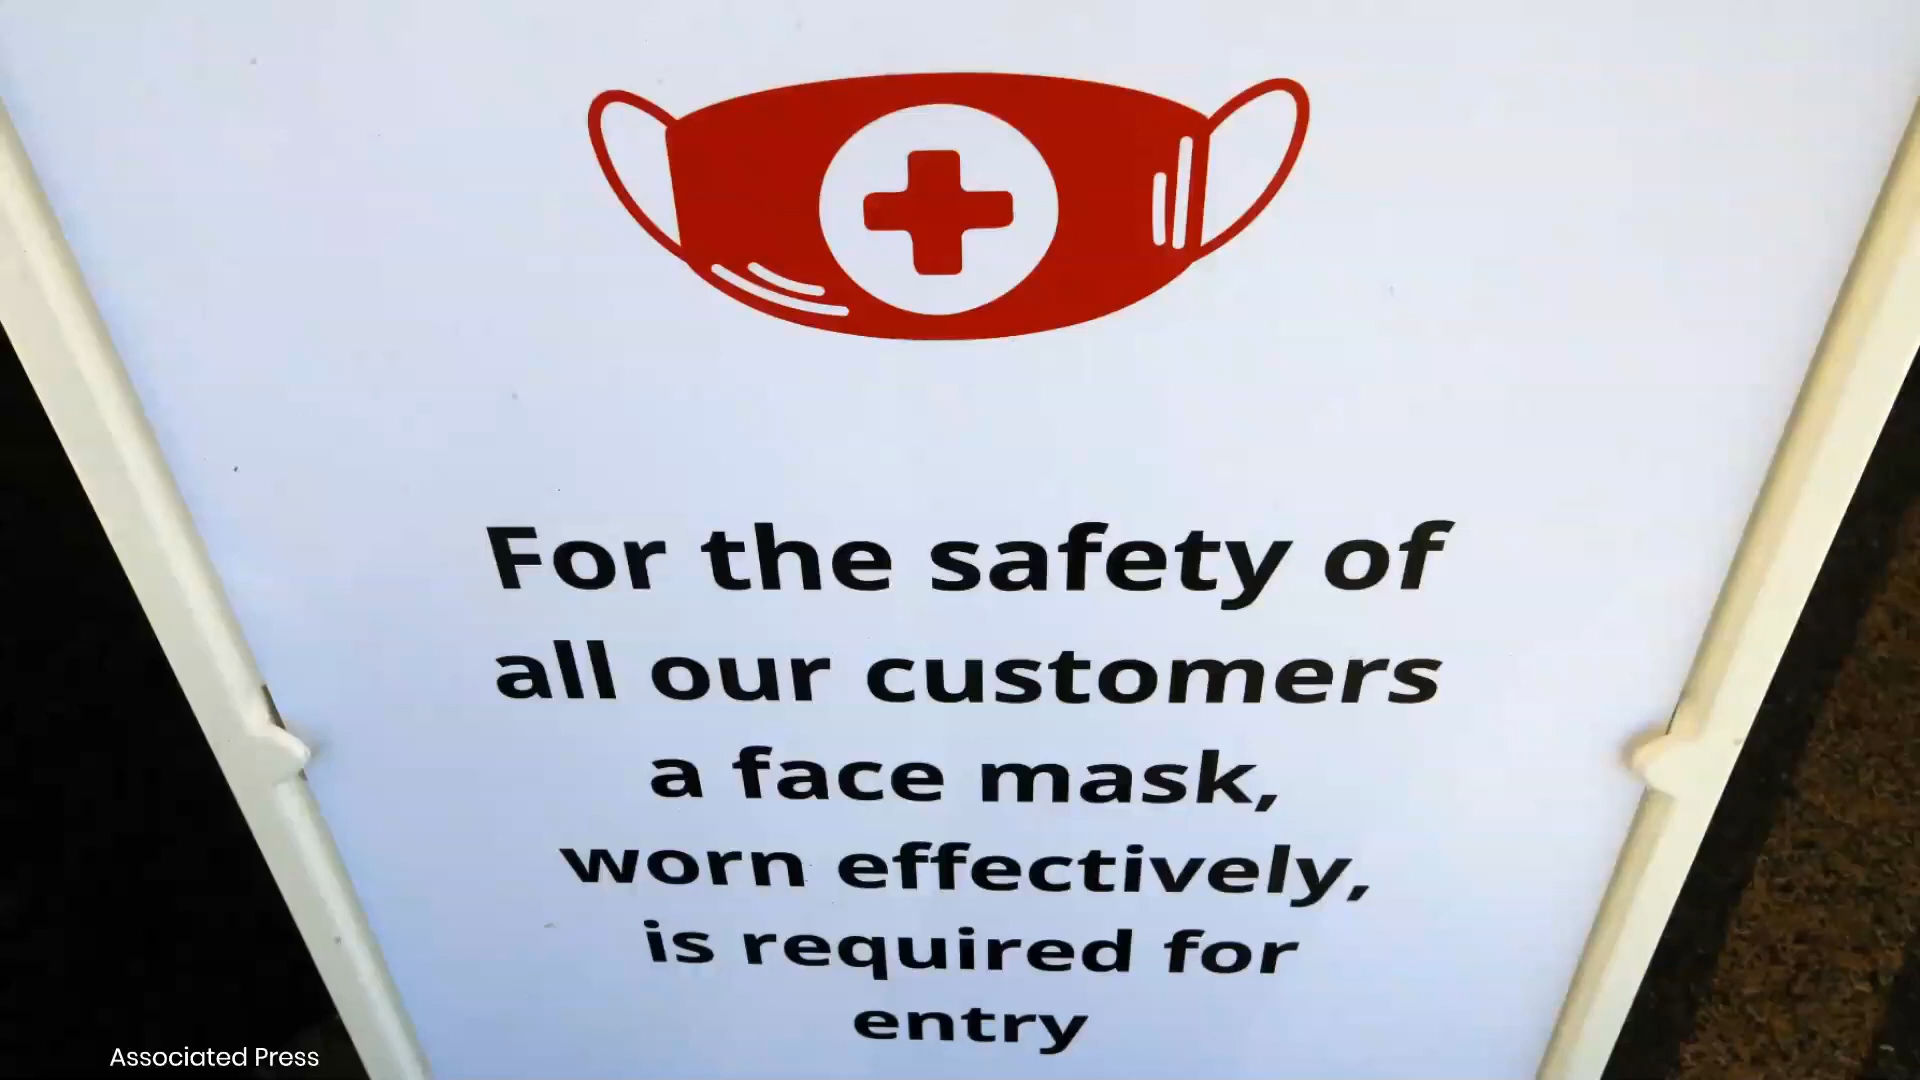 For the safety of
all our customers
a face mask,
worn effectively,
is required for
entry
Associated Press